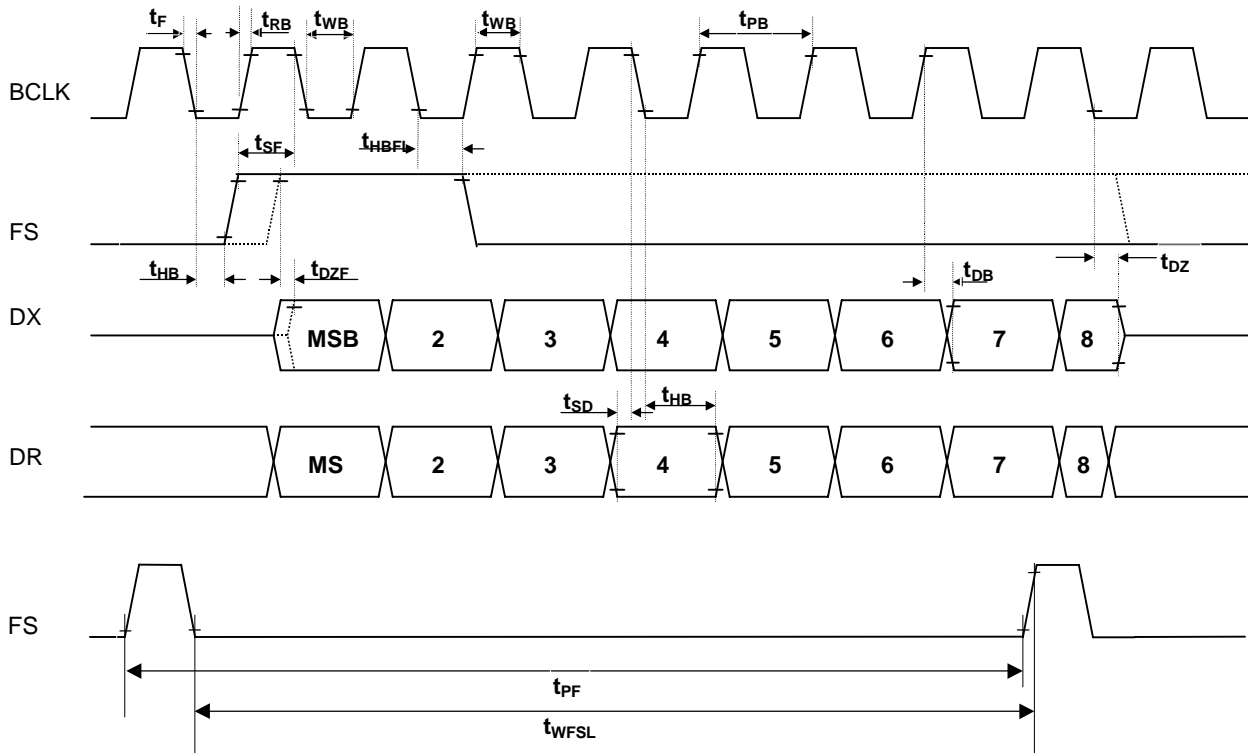 tF tRB tWB tWB tPB
BCLK
tSF tHBFL
FS
tHB tDZF tDB tDZ
DX MSB 2 3 4 5 6 7 8
tSD tHB
DR MS 2 3 4 5 6 7 8
FS
tPF
tWFSL